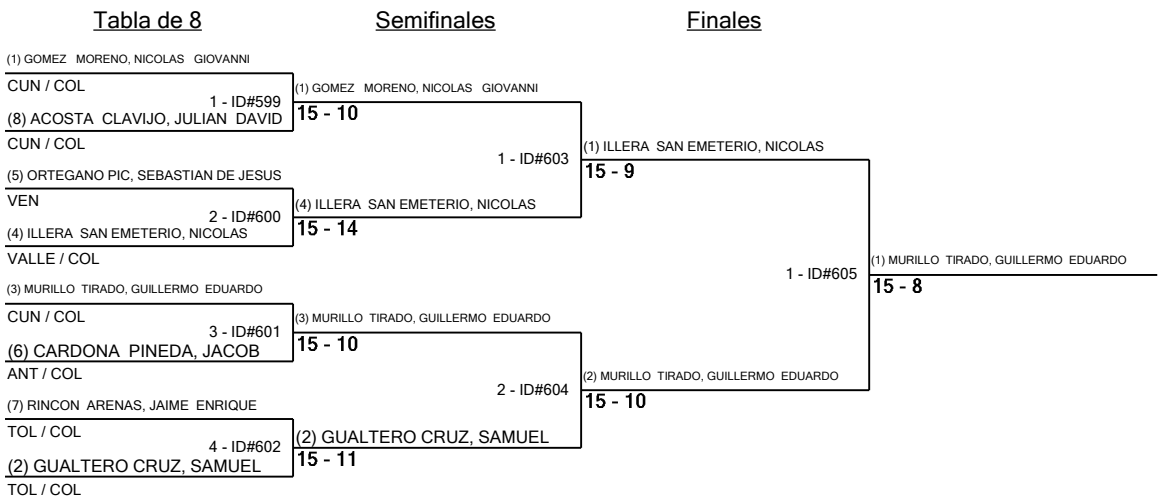 Tabla de 8
Semifinales
Finales
(1) GOMEZ MORENO, NICOLAS GIOVANNI
CUN / COL
1 - ID#599
(8) ACOSTA CLAVIJO, JULIAN DAVID
CUN / COL
(5) ORTEGANO PIC, SEBASTIAN DE JESUS
VEN
2 - ID#600
(4) ILLERA SAN EMETERIO, NICOLAS
VALLE / COL
(3) MURILLO TIRADO, GUILLERMO EDUARDO
CUN / COL
3 - ID#601
(6) CARDONA PINEDA, JACOB
ANT / COL
(7) RINCON ARENAS, JAIME ENRIQUE
TOL / COL
4 - ID#602
(2) GUALTERO CRUZ, SAMUEL
TOL / COL
(1) GOMEZ MORENO, NICOLAS GIOVANNI
15 - 10
1 - ID#603
(4) ILLERA SAN EMETERIO, NICOLAS
15 - 14
(3) MURILLO TIRADO, GUILLERMO EDUARDO
15 - 10
2 - ID#604
(2) GUALTERO CRUZ, SAMUEL
15 - 11
(1) ILLERA SAN EMETERIO, NICOLAS
15 - 9
1 - ID#605
(2) MURILLO TIRADO, GUILLERMO EDUARDO
15 - 10
(1) MURILLO TIRADO, GUILLERMO EDUARDO
15 - 8